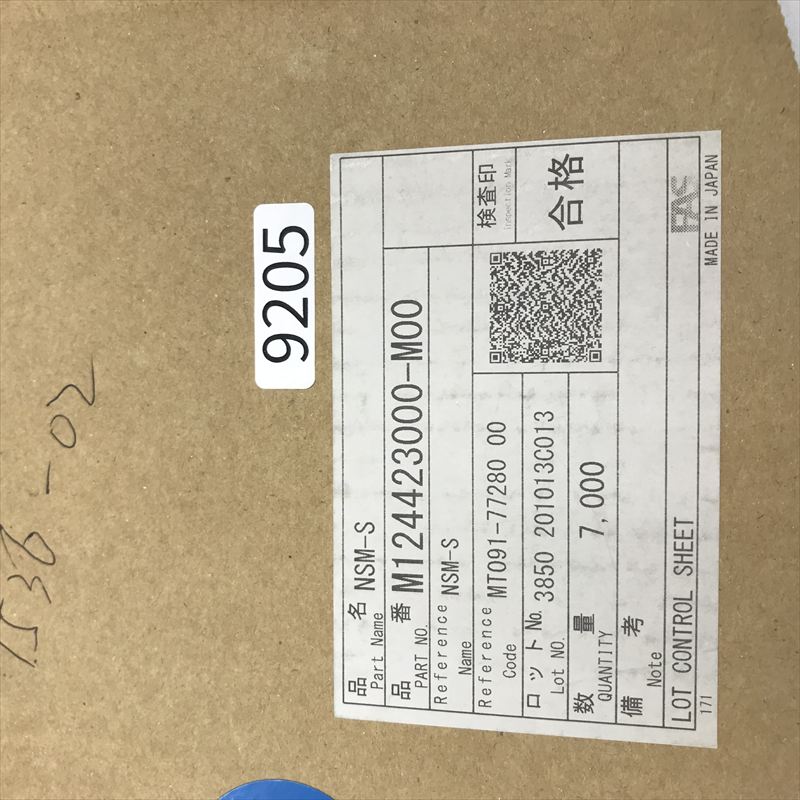 1536-02
9205
品名 NSM-S
Part Name
品番 M124423000-M00
PART NO.
Reference Name NSM-S
Reference Code MT091-77280 00
ロットNo. 3850 201013C013
Lot NO.
数量 7,000
QUANTITY
備考
Note
検査印
Inspection Mark
合格
LOT CONTROL SHEET
171
MADE IN JAPAN